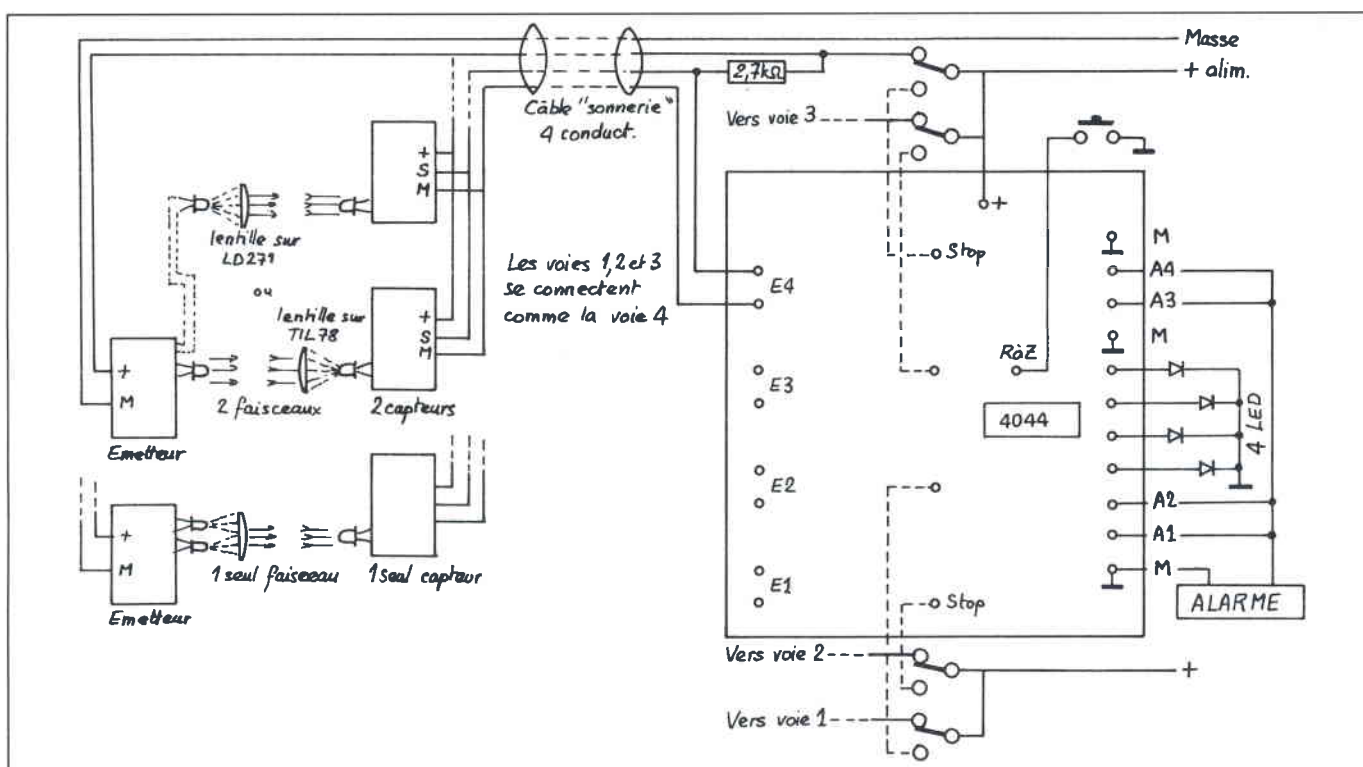 Masse
+ alim.
2,7kΩ
Câble "sonnerie"
4 conduct.
Vers voie 3
+
S
M
+
lentille sur
LD271
ou
lentille sur
TIL78
Les voies 1,2 et 3
se connectent
comme la voie 4
Stop
M
A4
A3
M
E4
+
S
M
+
M
2 faisceaux
2 capteurs
Emetteur
RàZ
E3
4044
4 LED
E2
A2
A1
M
+
M
1 seul faisceau
1 seul capteur
Emetteur
E1
Stop
ALARME
Vers voie 2
+
Vers voie 1